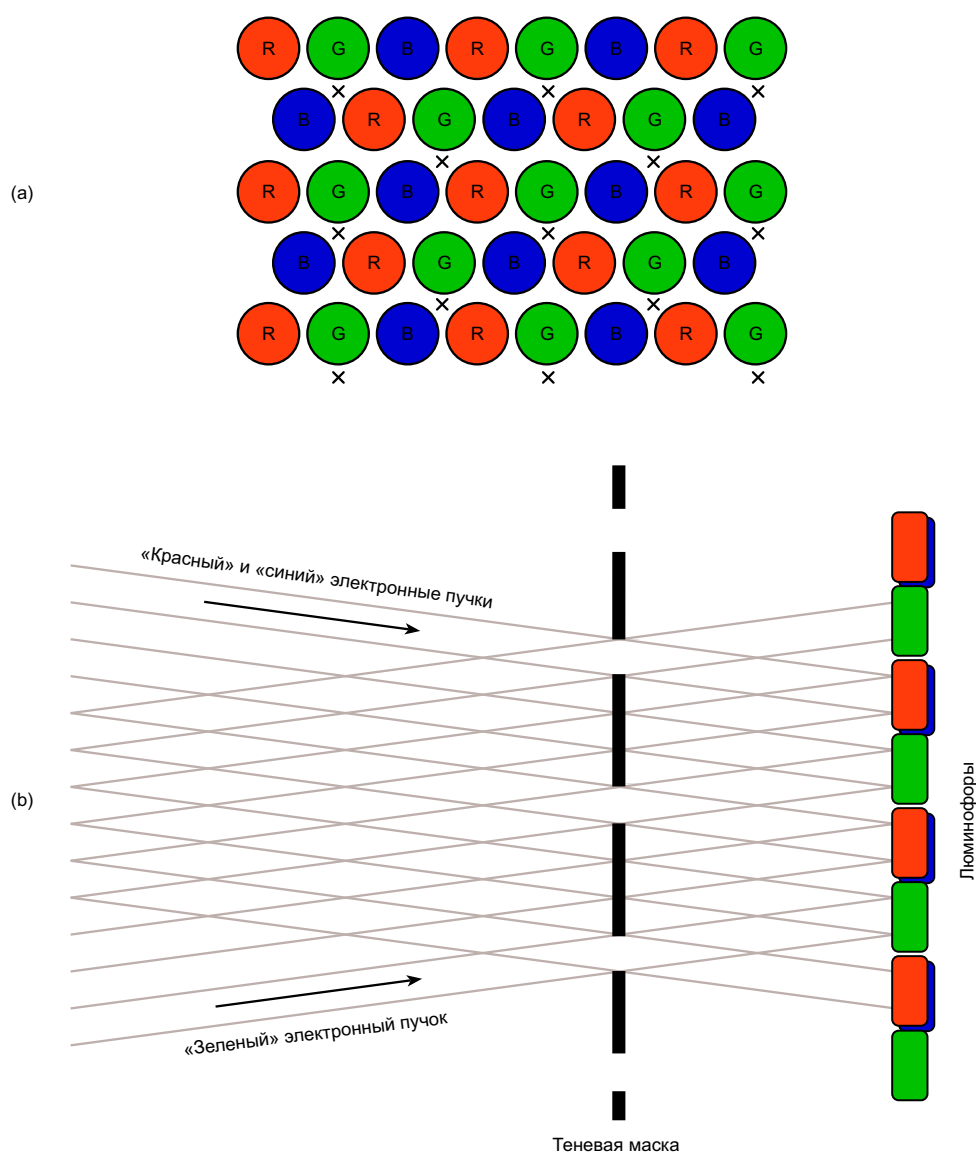 R G B R G B R G
B R G B R G B
(a)
R G B R G B R G
B R G B R G B
R G B R G B R G
«Красный» и «синий» электронные пучки
(b)
Люминофоры
«Зеленый» электронный пучок
Теневая маска